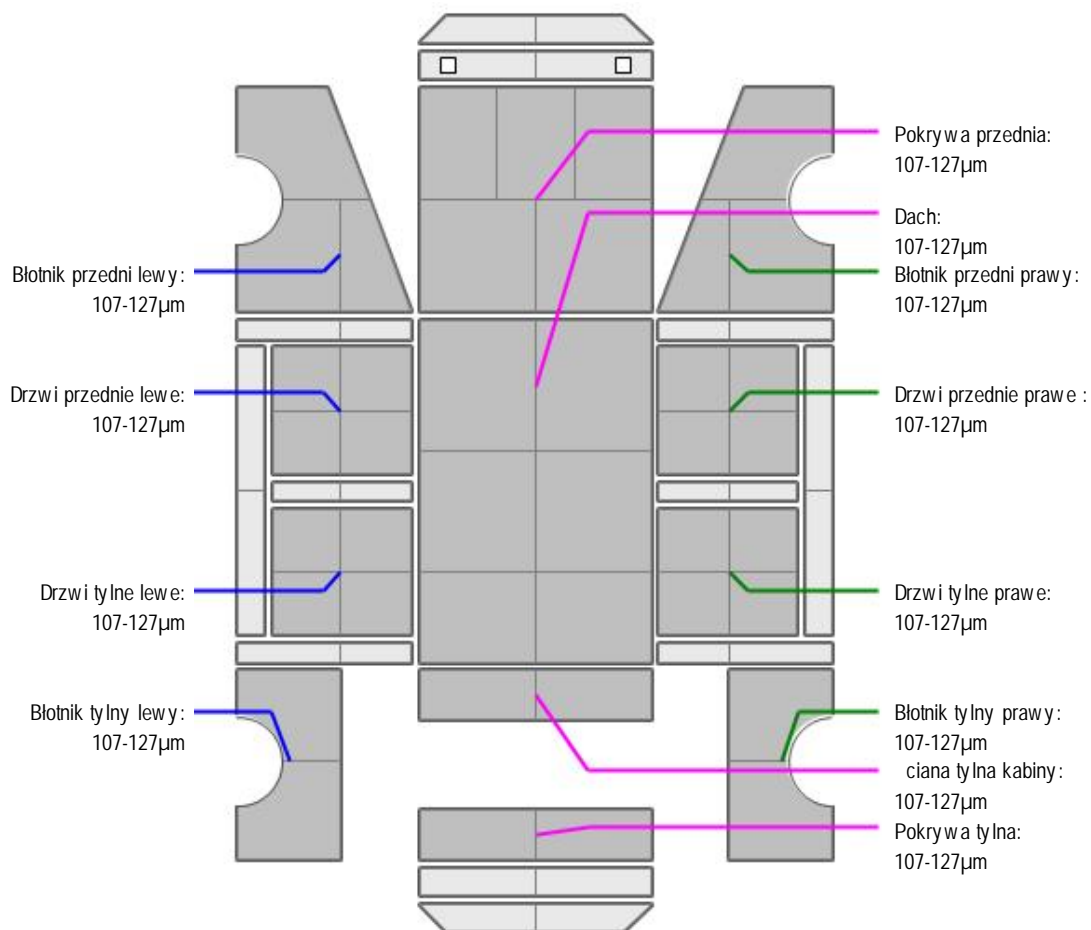 Pokrywa przednia:
107-127µm
Dach:
107-127µm
Błotnik przedni lewy:
107-127µm
Błotnik przedni prawy:
107-127µm
Drzwi przednie lewe:
107-127µm
Drzwi przednie prawe :
107-127µm
Drzwi tylne lewe:
107-127µm
Drzwi tylne prawe:
107-127µm
Błotnik tylny lewy:
107-127µm
Błotnik tylny prawy:
107-127µm
ciana tylna kabiny:
107-127µm
Pokrywa tylna:
107-127µm